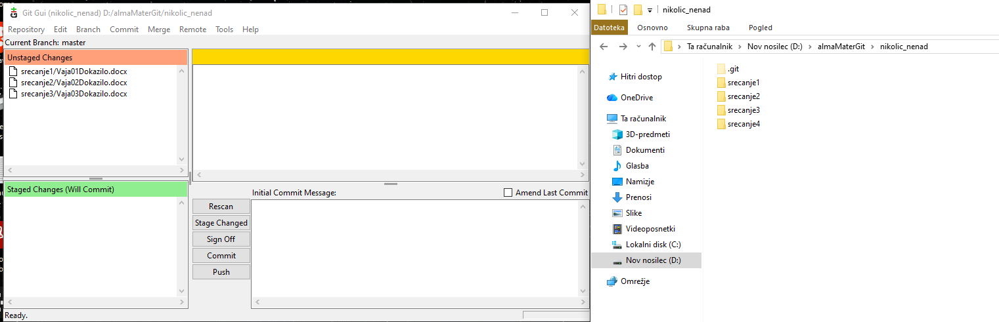 Git Gui (nikolic_nenad) D:/almaMaterGit/nikolic_nenad
Repository Edit Branch Commit Merge Remote Tools Help
Current Branch: master
Unstaged Changes
srecanje1/Vaja01Dokazilo.docx
srecanje2/Vaja02Dokazilo.docx
srecanje3/Vaja03Dokazilo.docx
Staged Changes (Will Commit)
Initial Commit Message:
Amend Last Commit
Rescan
Stage Changed
Sign Off
Commit
Push
Ready.
nikolic_nenad
Datoteka Osnovno Skupna raba Pogled
Ta računalnik Nov nosilec (D:) almaMaterGit nikolic_nenad
Hitri dostop
OneDrive
Ta računalnik
3D-predmeti
Dokumenti
Glasba
Namizje
Prenosi
Slike
Videoposnetki
Lokalni disk (C:)
Nov nosilec (D:)
Omrežje
.git
srecanje1
srecanje2
srecanje3
srecanje4